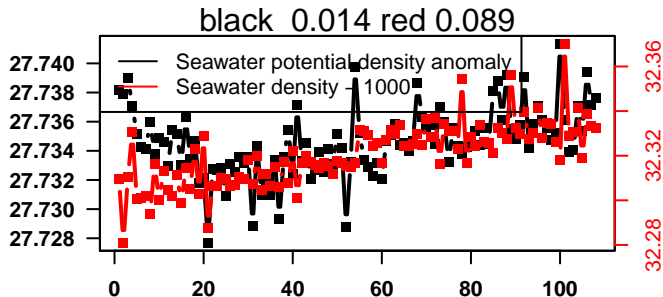 black 0.014 red 0.089
Seawater potential density anomaly
Seawater density - 1000
27.740
27.738
27.736
27.734
27.732
27.730
27.728
32.36
32.32
32.28
0 20 40 60 80 100